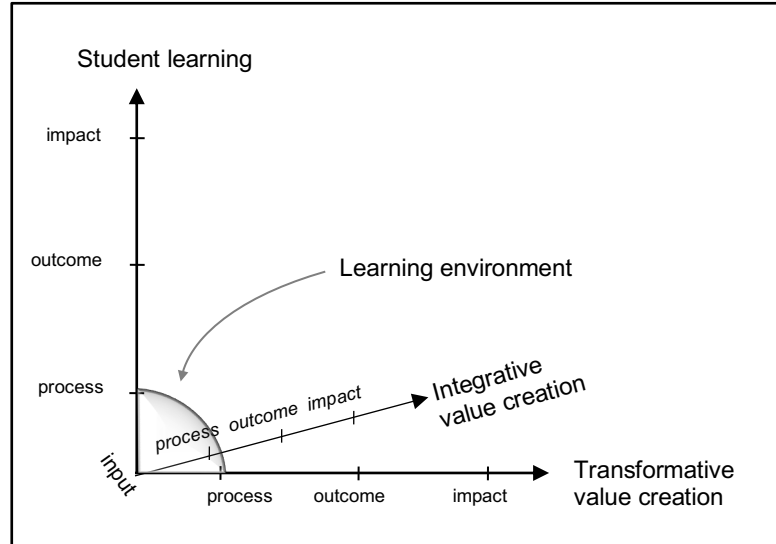 Student learning
impact
outcome
Learning environment
process
process outcome impact
Integrative
value creation
input
process
outcome
impact
Transformative
value creation